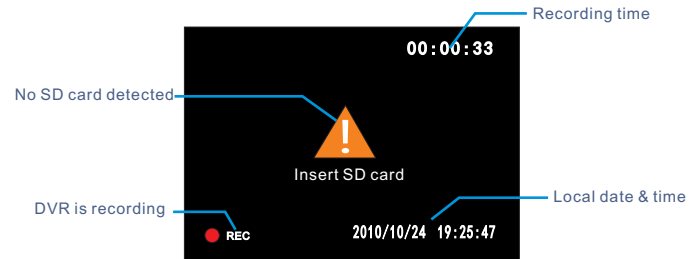 Recording time
00:00:33
No SD card detected
Insert SD card
Local date & time
DVR is recording
REC
2010/10/24 19:25:47